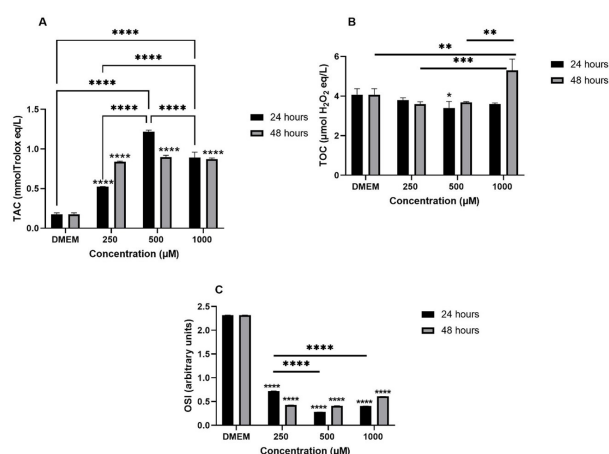 A
****
****
****
**** ****
1.5
1.0
0.5
0.0
TAC (mmolTrolox eq/L)
****
****
****
****
DMEM 250 500 1000
Concentration (µM)
24 hours
48 hours
B
**
**
***
6
4
2
0
TOC (µmol H₂O₂ eq/L)
*
DMEM 250 500 1000
Concentration (µM)
24 hours
48 hours
C
2.5
2.0
1.5
1.0
0.5
0.0
OSI (arbitrary units)
****
****
****
****
****
****
****
****
DMEM 250 500 1000
Concentration (µM)
24 hours
48 hours